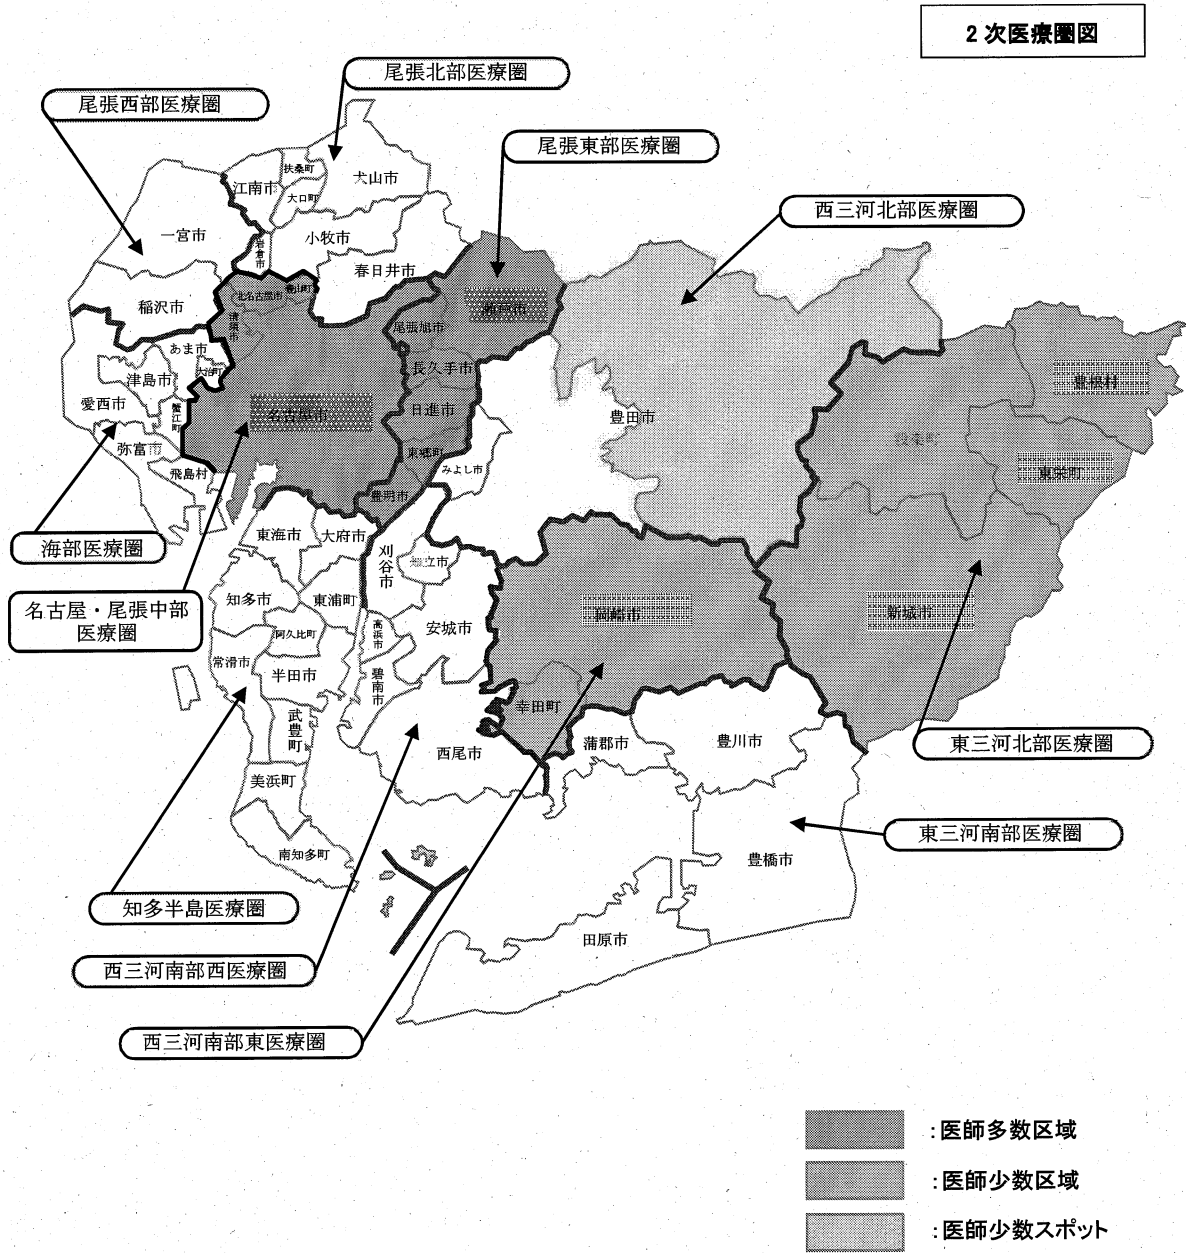 2次医療圏図
尾張北部医療圏
尾張西部医療圏
尾張東部医療圏
西三河北部医療圏
扶桑町
犬山市
江南市
大口町
一宮市
岩倉市
小牧市
春日井市
稲沢市
北名古屋市
豊山町
清須市
瀬戸市
尾張旭市
あま市
大治町
長久手市
津島市
愛西市
蟹江町
名古屋市
日進市
豊田市
設楽町
豊根村
弥富市
東郷町
みよし市
東栄町
飛島村
豊明市
海部医療圏
東海市
大府市
刈谷市
知立市
名古屋・尾張中部
医療圏
知多市
東浦町
岡崎市
新城市
高浜市
安城市
阿久比町
常滑市
半田市
碧南市
幸田町
武豊町
西尾市
蒲郡市
豊川市
東三河北部医療圏
美浜町
東三河南部医療圏
南知多町
豊橋市
知多半島医療圏
田原市
西三河南部西医療圏
西三河南部東医療圏
:医師多数区域
:医師少数区域
:医師少数スポット